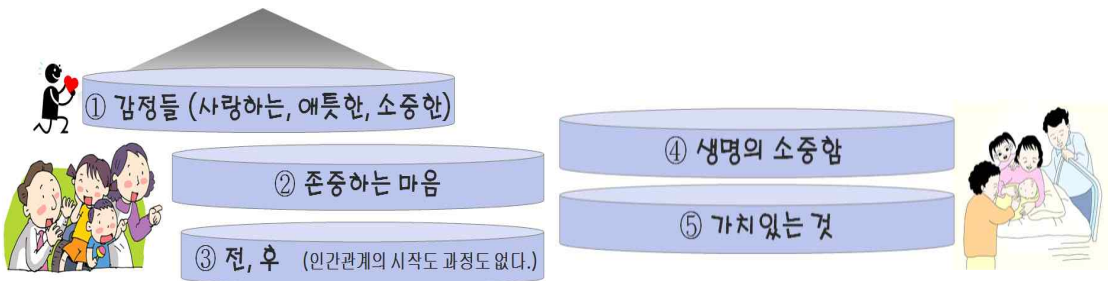 ① 감정들 (사랑하는, 애틋한, 소중한)
② 존중하는 마음
③ 전, 후 (인간관계의 시작도 과정도 없다.)
④ 생명의 소중함
⑤ 가치있는 것